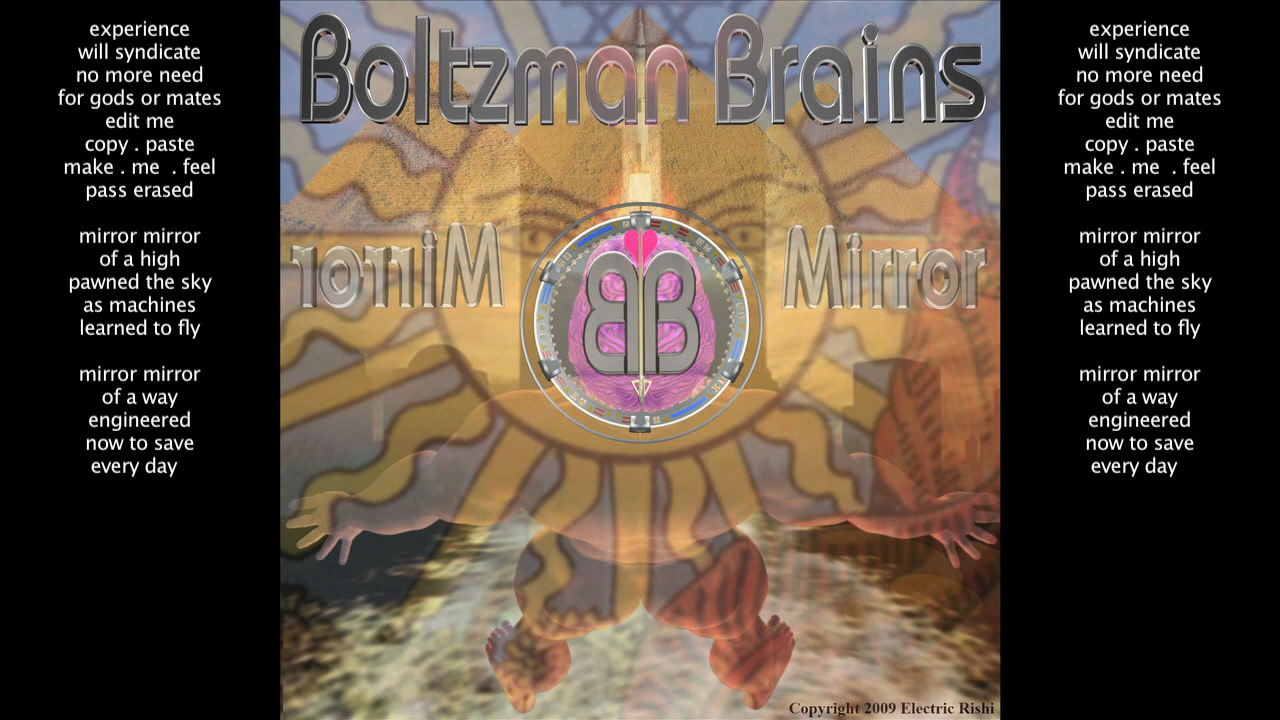 experience
will syndicate
no more need
for gods or mates
edit me
copy . paste
make . me . feel
pass erased
mirror mirror
of a high
pawned the sky
as machines
learned to fly
mirror mirror
of a way
engineered
now to save
every day
Boltzman Brains
Mirror Mirror
BB
Copyright 2009 Electric Rishi
experience
will syndicate
no more need
for gods or mates
edit me
copy . paste
make . me . feel
pass erased
mirror mirror
of a high
pawned the sky
as machines
learned to fly
mirror mirror
of a way
engineered
now to save
every day